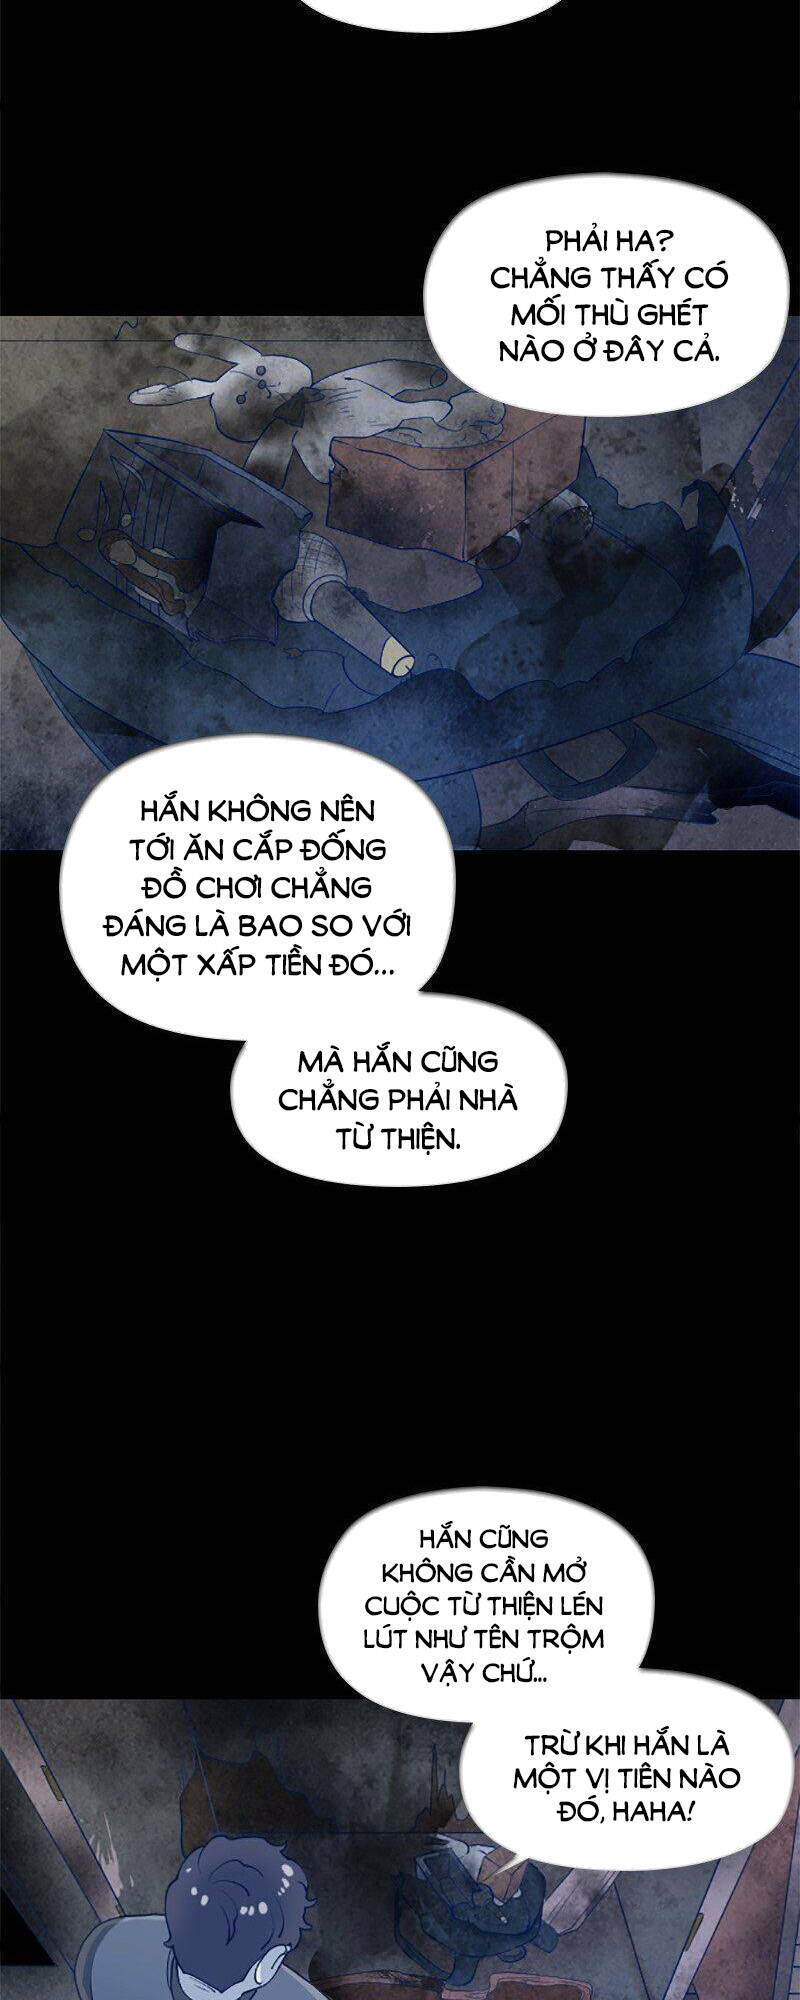 PHẢI HA?
CHẲNG THẤY CÓ
MỐI THÙ GHÉT
NÀO Ở ĐÂY CẢ.
HẮN KHÔNG NÊN
TỚI ĂN CẮP ĐỐNG
ĐỒ CHƠI CHẲNG
ĐÁNG LÀ BAO SO VỚI
MỘT XẤP TIỀN ĐÓ...
MÀ HẮN CŨNG
CHẲNG PHẢI NHÀ
TỪ THIỆN.
HẮN CŨNG
KHÔNG CẦN MỞ
CUỘC TỪ THIỆN LÉN
LÚT NHƯ TÊN TRỘM
VẬY CHỨ...
TRỪ KHI HẮN LÀ
MỘT VỊ TIÊN NÀO
ĐÓ, HAHA!